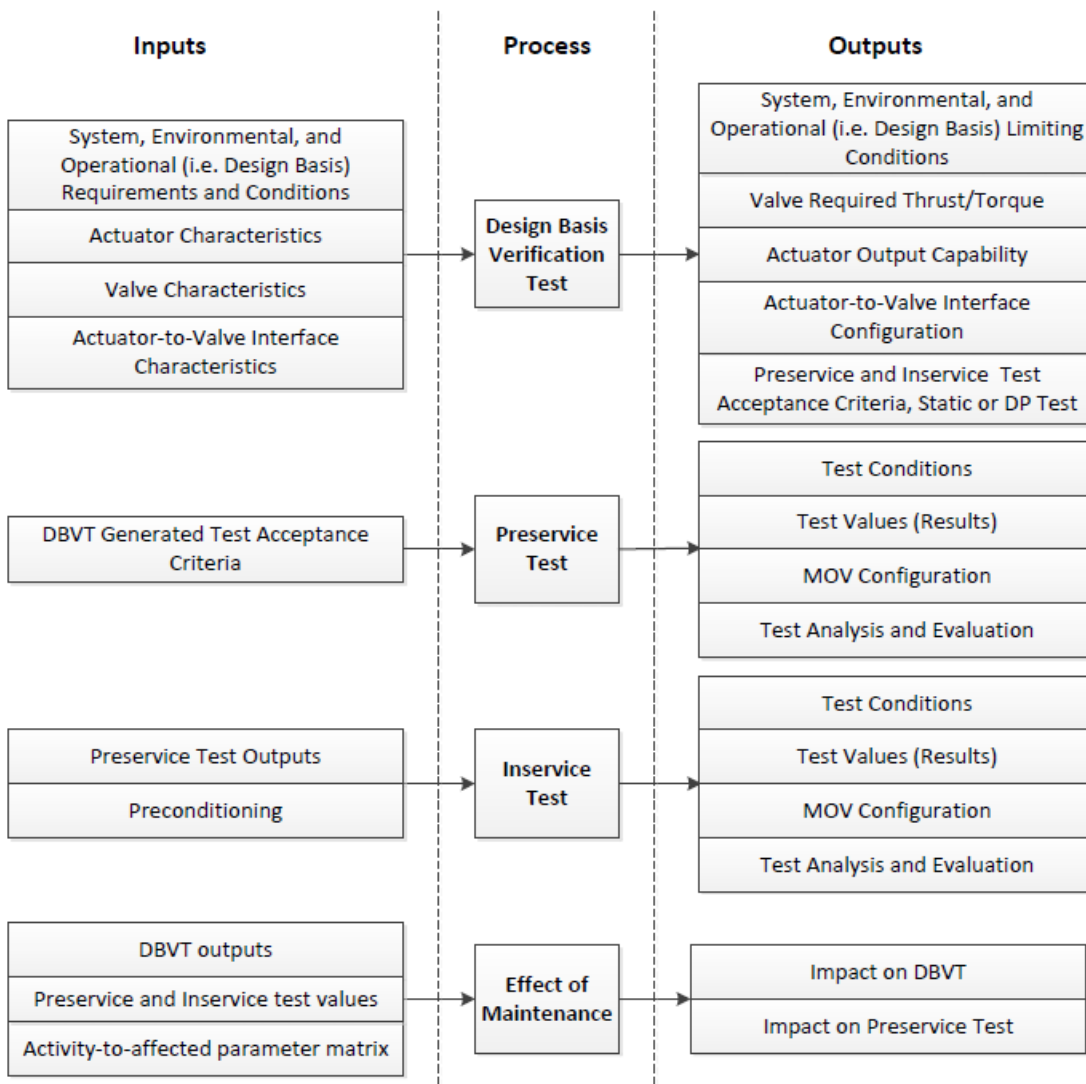 Inputs
Process
Outputs
System, Environmental, and
Operational (i.e. Design Basis)
Requirements and Conditions
Actuator Characteristics
Valve Characteristics
Actuator-to-Valve Interface
Characteristics
Design Basis
Verification
Test
System, Environmental, and
Operational (i.e. Design Basis) Limiting
Conditions
Valve Required Thrust/Torque
Actuator Output Capability
Actuator-to-Valve Interface
Configuration
Preservice and Inservice Test
Acceptance Criteria, Static or DP Test
DBVT Generated Test Acceptance
Criteria
Preservice
Test
Test Conditions
Test Values (Results)
MOV Configuration
Test Analysis and Evaluation
Preservice Test Outputs
Preconditioning
Inservice
Test
Test Conditions
Test Values (Results)
MOV Configuration
Test Analysis and Evaluation
DBVT outputs
Preservice and Inservice test values
Activity-to-affected parameter matrix
Effect of
Maintenance
Impact on DBVT
Impact on Preservice Test